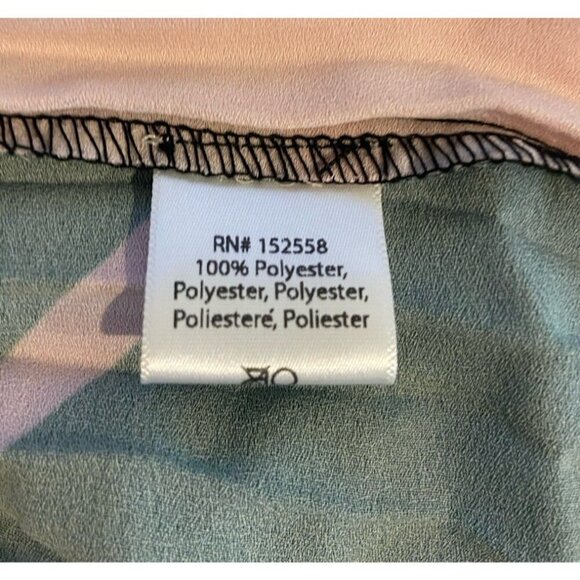 RN# 152558
100% Polyester,
Polyester, Polyester,
Poliesteré, Poliester